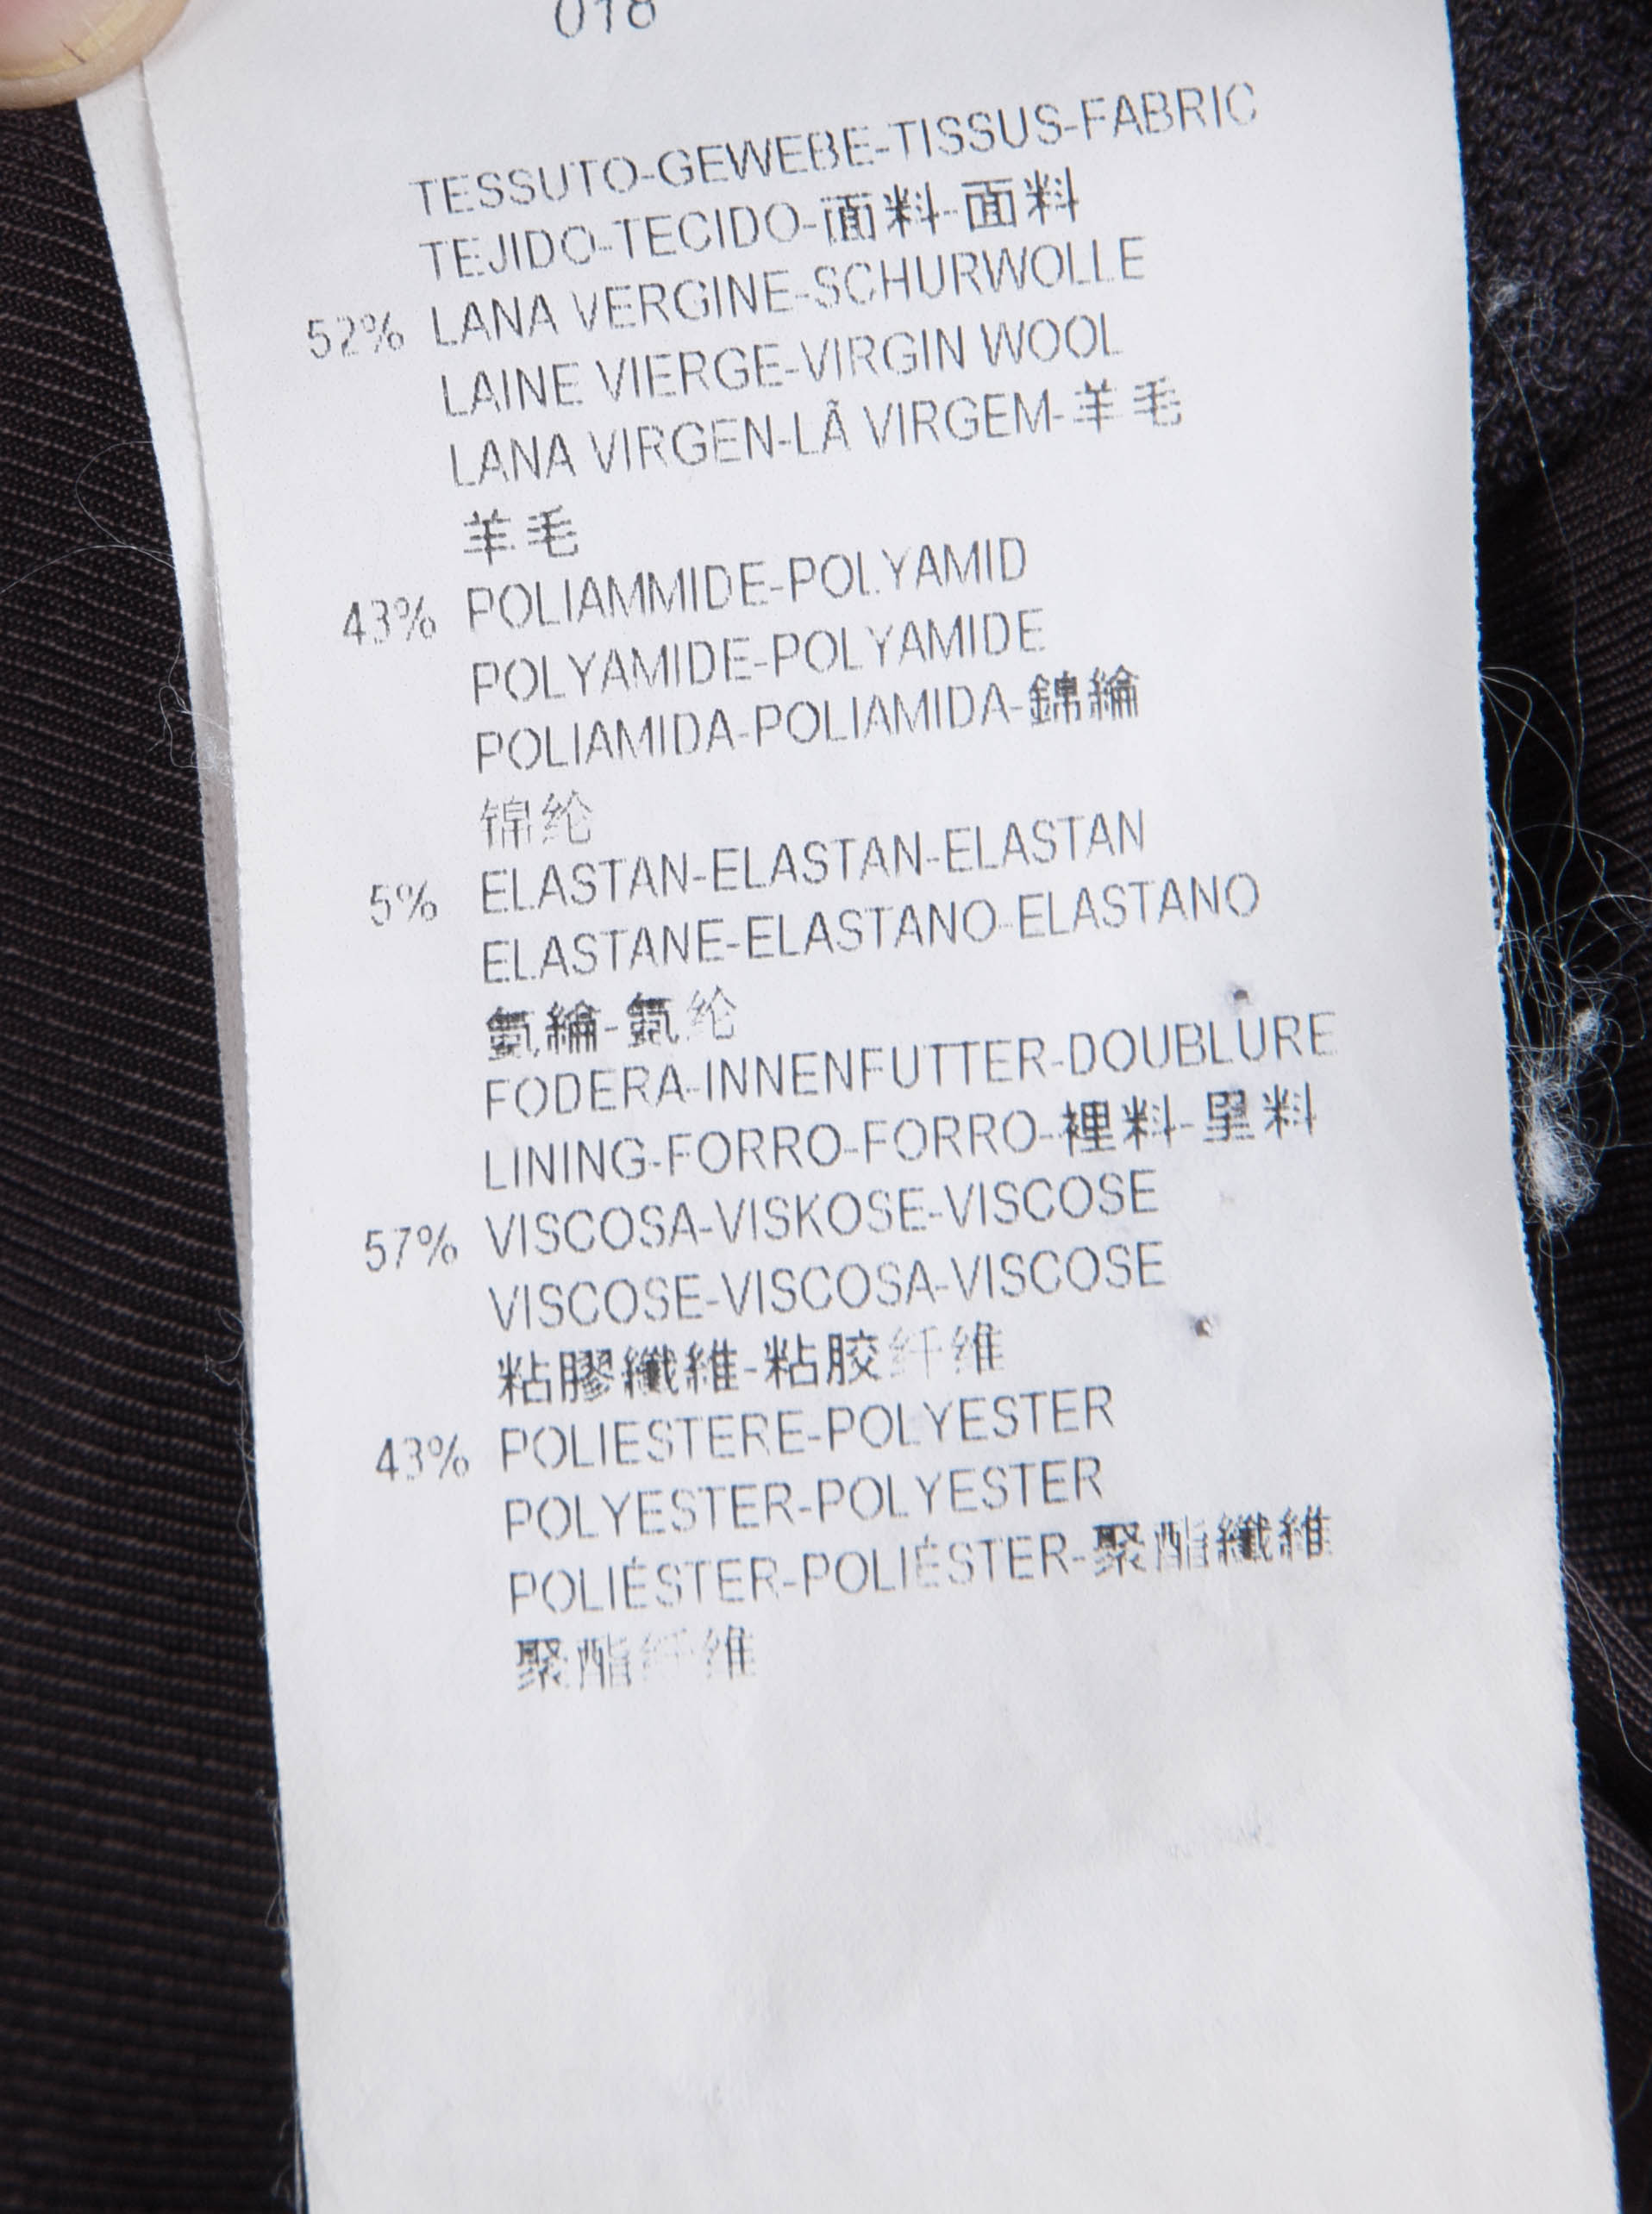 018
TESSUTO-GEWEBE-TISSUS-FABRIC
TEJIDO-TECIDO-面料-面料
52% LANA VERGINE-SCHURWOLLE
LAINE VIERGE-VIRGIN WOOL
LANA VIRGEN-LÃ VIRGEM-羊毛
羊毛
43% POLIAMMIDE-POLYAMID
POLYAMIDE-POLYAMIDE
POLIAMIDA-POLIAMIDA-錦綸
锦纶
5% ELASTAN-ELASTAN-ELASTAN
ELASTANE-ELASTANO-ELASTANO
氨綸-氨纶
FODERA-INNENFUTTER-DOUBLURE
LINING-FORRO-FORRO-裡料-里料
57% VISCOSA-VISKOSE-VISCOSE
VISCOSE-VISCOSA-VISCOSE
粘膠纖維-粘胶纤维
43% POLIESTERE-POLYESTER
POLYESTER-POLYESTER
POLIÉSTER-POLIÉSTER-聚酯纖維
聚酯纤维